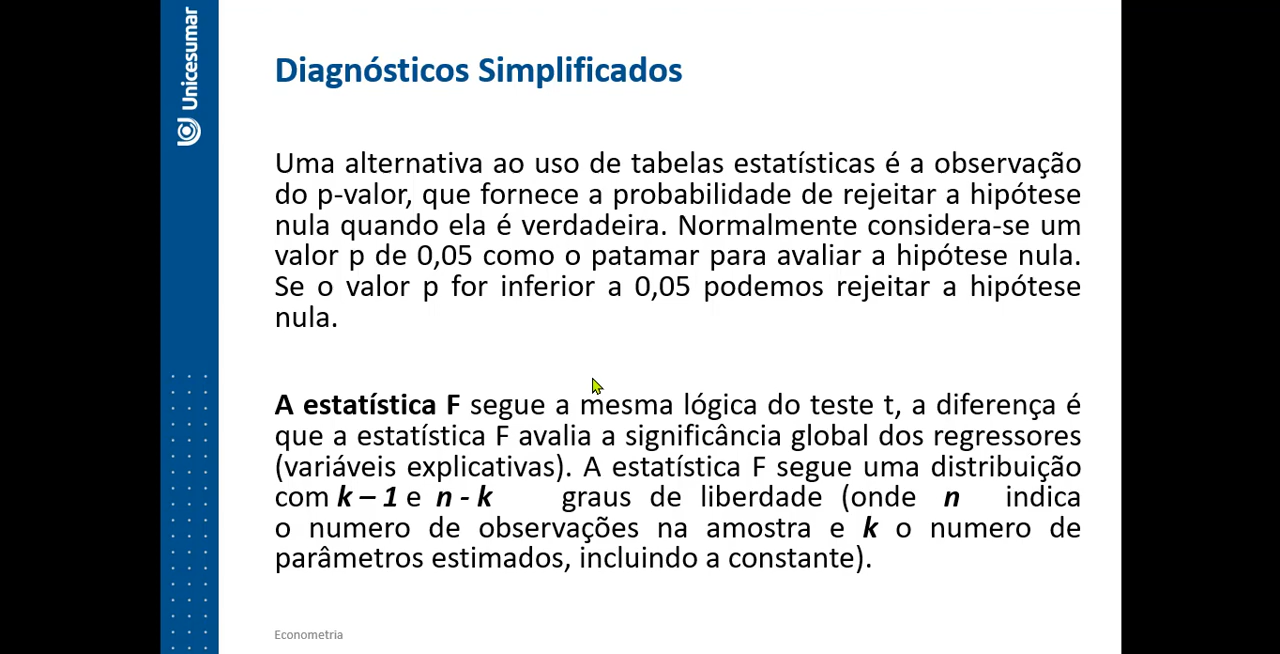 Unicesumar
Diagnósticos Simplificados
Uma alternativa ao uso de tabelas estatísticas é a observação
do p-valor, que fornece a probabilidade de rejeitar a hipótese
nula quando ela é verdadeira. Normalmente considera-se um
valor p de 0,05 como o patamar para avaliar a hipótese nula.
Se o valor p for inferior a 0,05 podemos rejeitar a hipótese
nula.
A estatística F segue a mesma lógica do teste t, a diferença é
que a estatística F avalia a significância global dos regressores
(variáveis explicativas). A estatística F segue uma distribuição
com k – 1 e n - k graus de liberdade (onde n indica
o numero de observações na amostra e k o numero de
parâmetros estimados, incluindo a constante).
Econometria